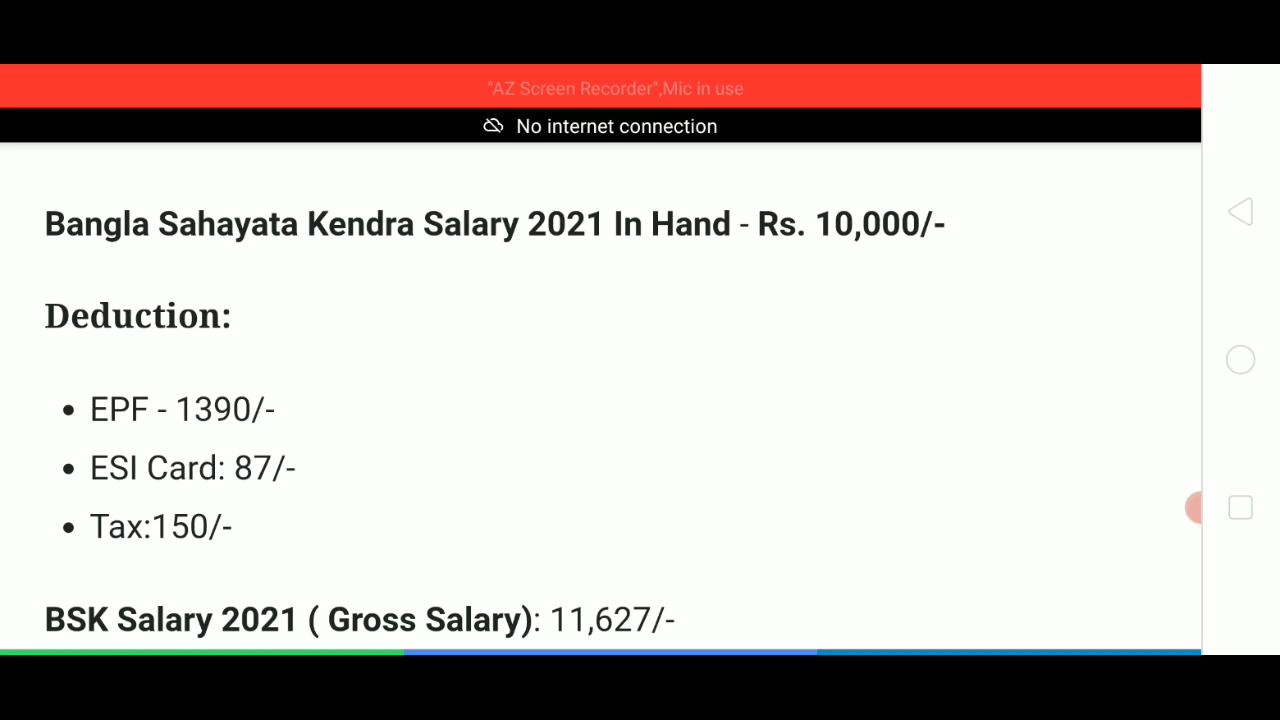 "AZ Screen Recorder",Mic in use
No internet connection
Bangla Sahayata Kendra Salary 2021 In Hand - Rs. 10,000/-
Deduction:
• EPF - 1390/-
• ESI Card: 87/-
• Tax:150/-
BSK Salary 2021 ( Gross Salary): 11,627/-